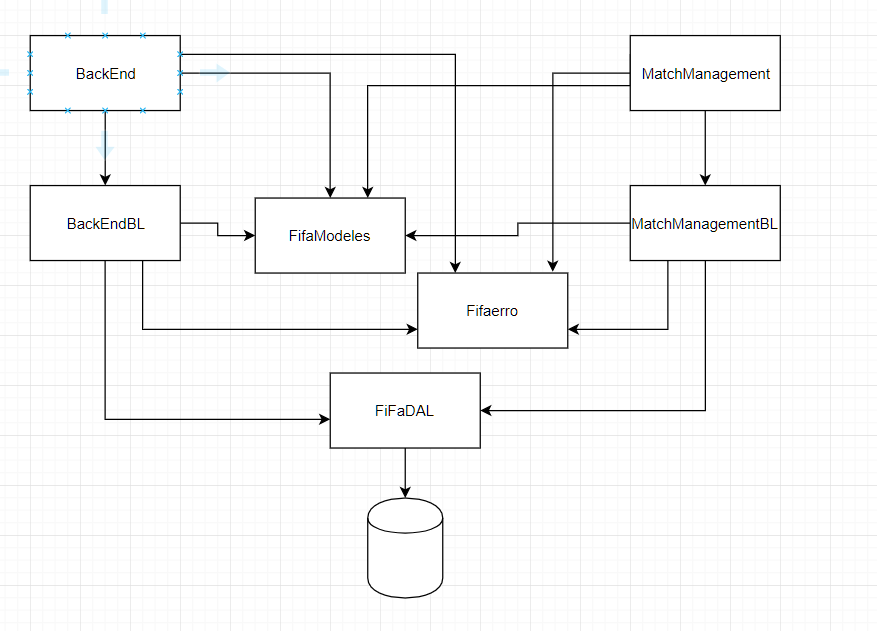 BackEnd
MatchManagement
BackEndBL
FifaModeles
MatchManagementBL
Fifaerro
FiFaDAL